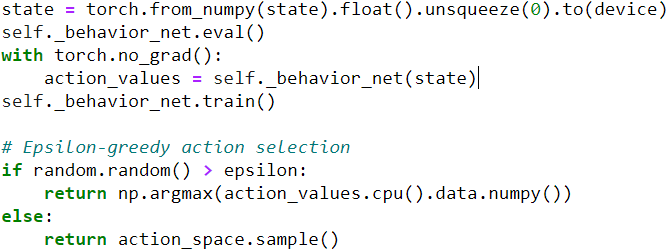 state = torch.from_numpy(state).float().unsqueeze(0).to(device)
self._behavior_net.eval()
with torch.no_grad():
    action_values = self._behavior_net(state)
self._behavior_net.train()

# Epsilon-greedy action selection
if random.random() > epsilon:
    return np.argmax(action_values.cpu().data.numpy())
else:
    return action_space.sample()